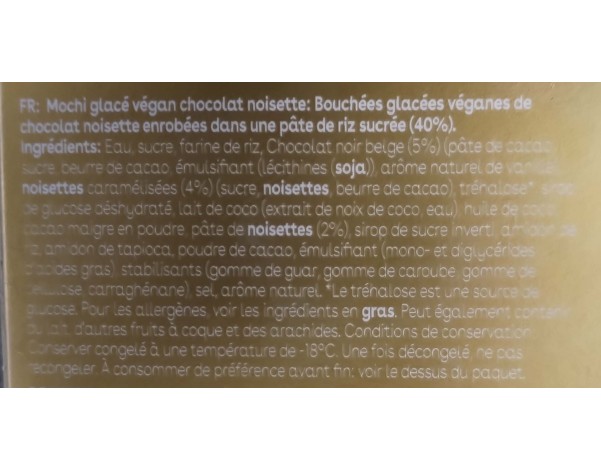 FR: Mochi glacé végan chocolat noisette: Bouchées glacées véganes de
chocolat noisette enrobées dans une pâte de riz sucrée (40%).
Ingrédients: Eau, sucre, farine de riz, Chocolat noir belge (5%) (pâte de cacao,
sucre, beurre de cacao, émulsifiant (lécithines (soja)), arôme naturel de vanille),
noisettes caramélisées (4%) (sucre, noisettes, beurre de cacao), tréhalose*, sirop
de glucose déshydraté, lait de coco (extrait de noix de coco, eau), huile de coco,
cacao maigre en poudre, pâte de noisettes (2%), sirop de sucre inverti, amidon de
riz, amidon de tapioca, poudre de cacao, émulsifiant (mono- et diglycérides
d'acides gras), stabilisants (gomme de guar, gomme de caroube, gomme de
cellulose, carraghénane), sel, arôme naturel. *Le tréhalose est une source de
glucose. Pour les allergènes, voir les ingrédients en gras. Peut également contenir
du lait, d'autres fruits à coque et des arachides. Conditions de conservation:
Conserver congelé à une température de -18°C. Une fois décongelé, ne pas
recongeler. À consommer de préférence avant fin: voir le dessus du paquet.